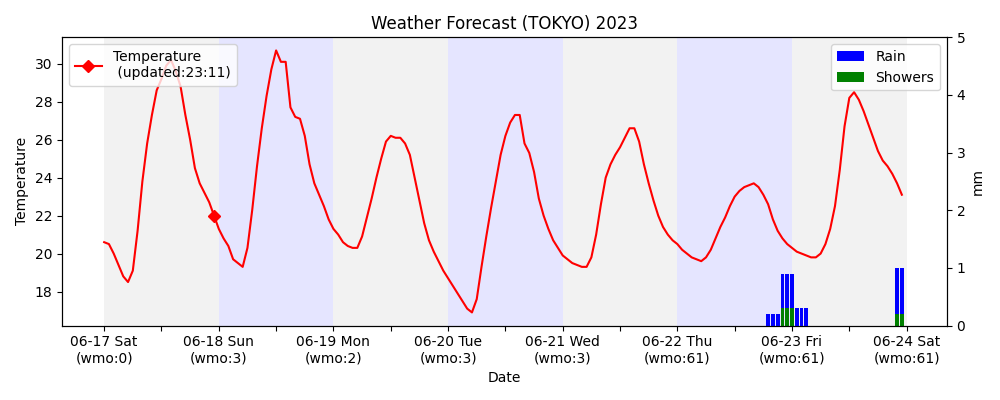 Weather Forecast (TOKYO) 2023
Temperature
(updated:23:11)
Rain
Showers
Temperature
30
28
26
24
22
20
18
5
4
3
2
1
0
mm
06-17 Sat
(wmo:0)
06-18 Sun
(wmo:3)
06-19 Mon
(wmo:2)
06-20 Tue
(wmo:3)
06-21 Wed
(wmo:3)
06-22 Thu
(wmo:61)
06-23 Fri
(wmo:61)
06-24 Sat
(wmo:61)
Date